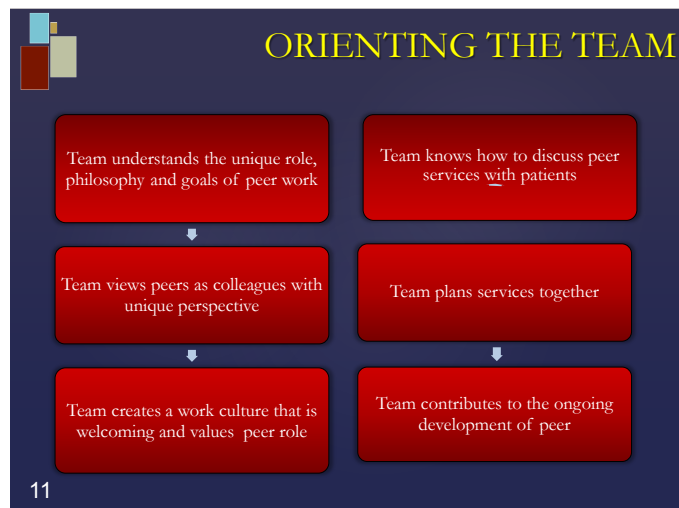 ORIENTING THE TEAM
Team understands the unique role,
philosophy and goals of peer work
Team views peers as colleagues with
unique perspective
Team creates a work culture that is
welcoming and values peer role
Team knows how to discuss peer
services with patients
Team plans services together
Team contributes to the ongoing
development of peer
11